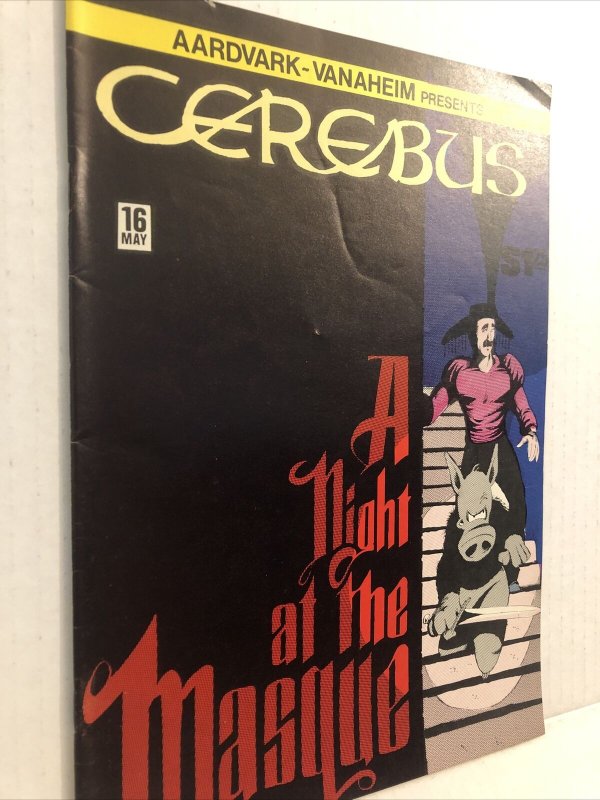 AARDVARK-VANAHEIM PRESENTS
CEREBUS
16
MAY
A
Night
at the
Masque